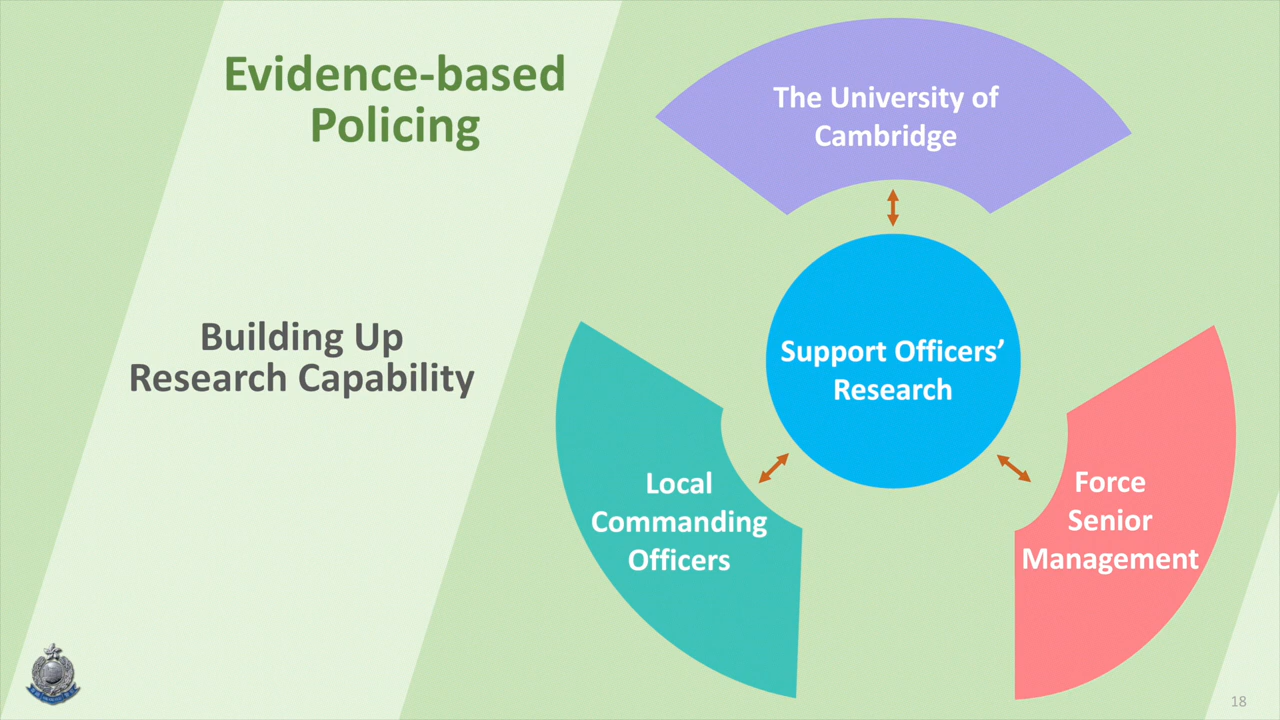 Evidence-based
Policing
Building Up
Research Capability
The University of
Cambridge
Support Officers’
Research
Local
Commanding
Officers
Force
Senior
Management
18